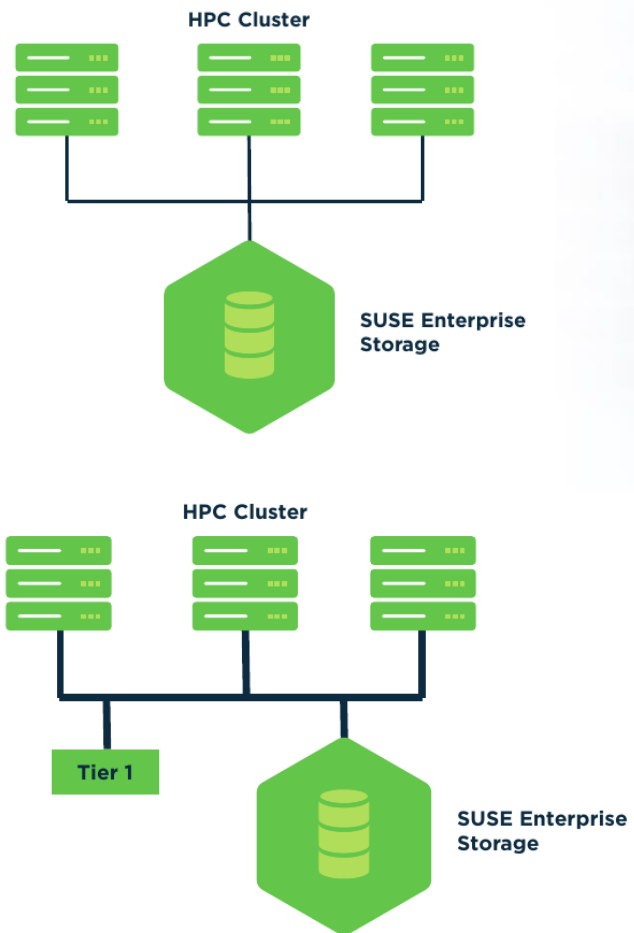 HPC Cluster
SUSE Enterprise
Storage
HPC Cluster
Tier 1
SUSE Enterprise
Storage